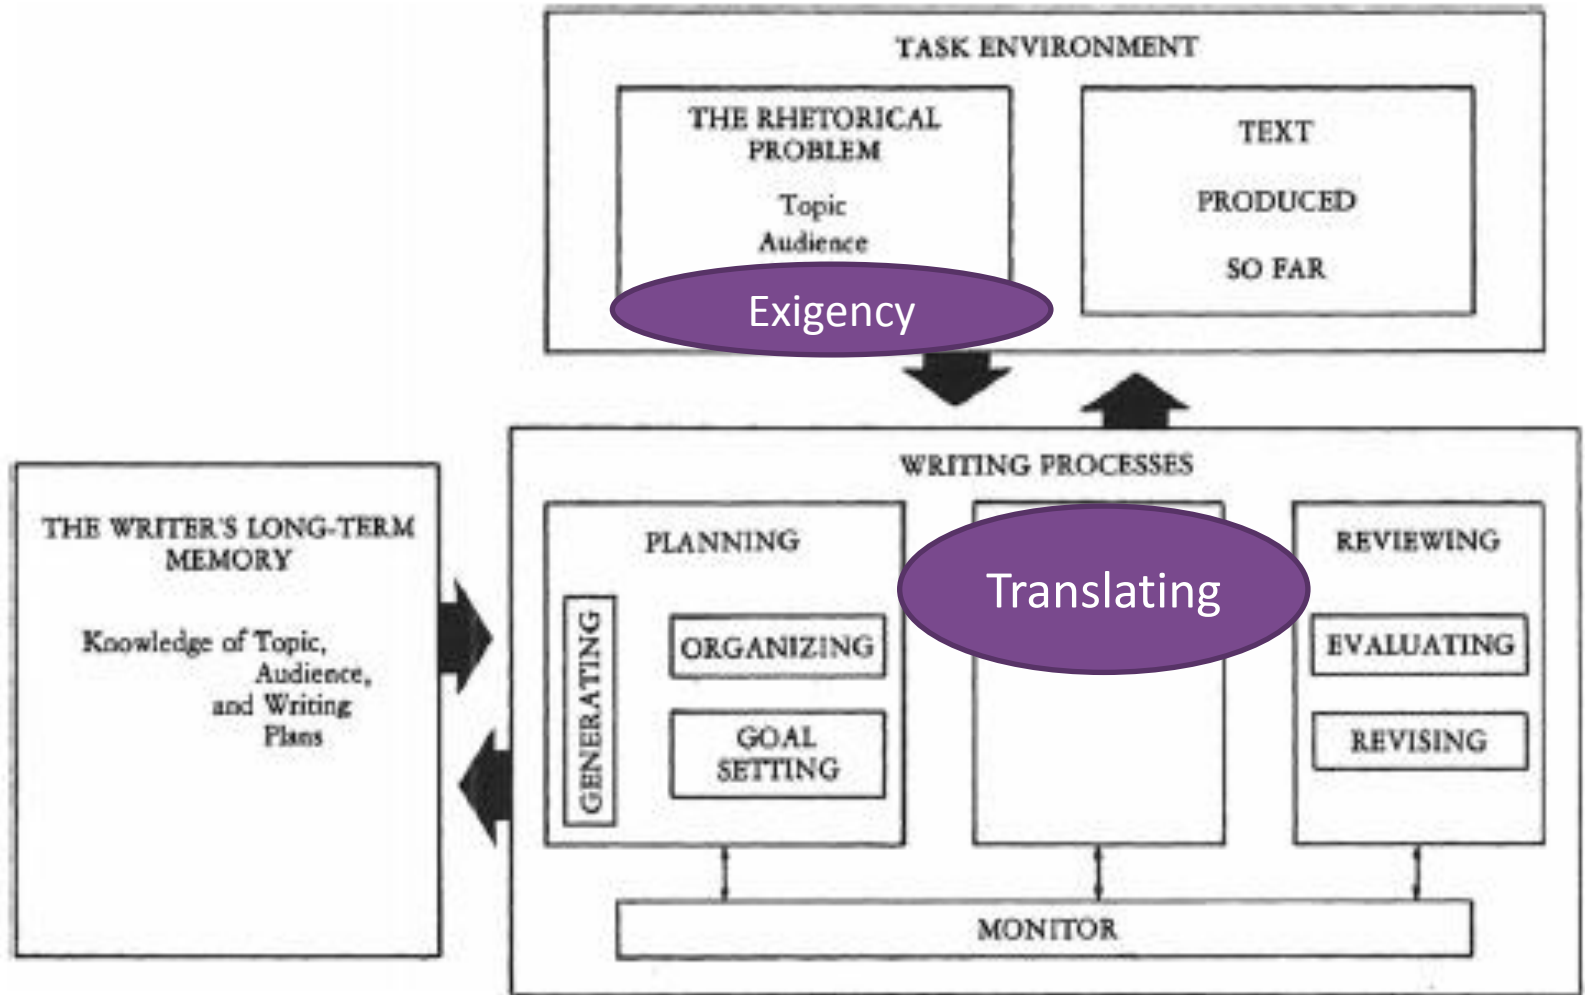 TASK ENVIRONMENT
THE RHETORICAL
PROBLEM
Topic
Audience
Exigency
TEXT
PRODUCED
SO FAR
THE WRITER'S LONG-TERM
MEMORY
Knowledge of Topic,
Audience,
and Writing
Plans
WRITING PROCESSES
PLANNING
GENERATING
ORGANIZING
GOAL
SETTING
Translating
REVIEWING
EVALUATING
REVISING
MONITOR